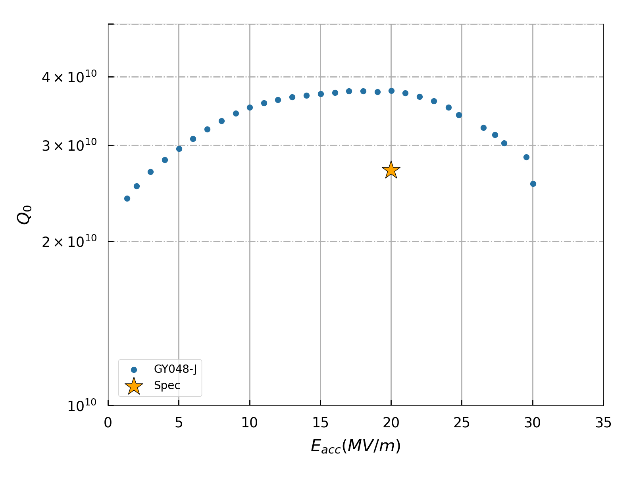 4 × 10¹⁰
3 × 10¹⁰
2 × 10¹⁰
10¹⁰
Q₀
GY048-J
Spec
0 5 10 15 20 25 30 35
E_acc(MV/m)